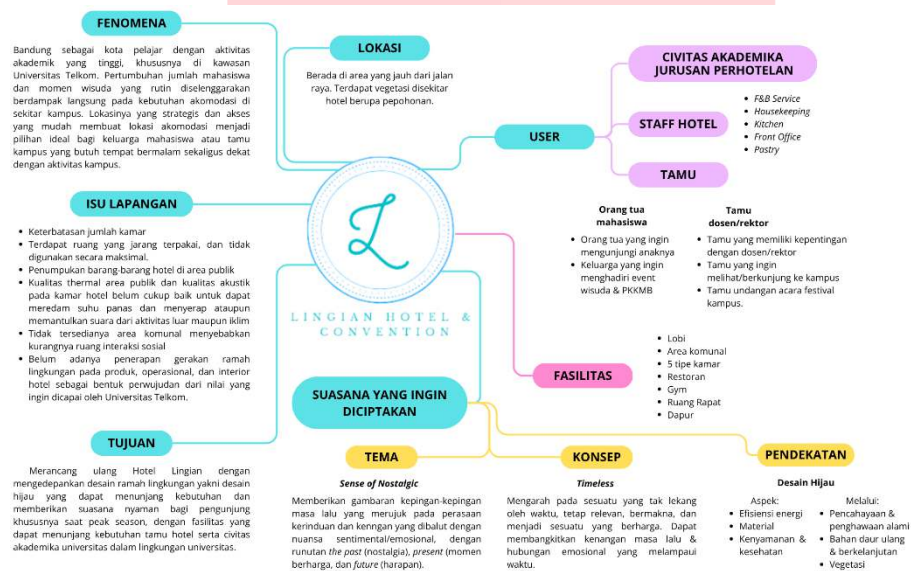 FENOMENA
Bandung sebagai kota pelajar dengan aktivitas
akademik yang tinggi, khususnya di kawasan
Universitas Telkom. Pertumbuhan jumlah mahasiswa
dan momen wisuda yang rutin diselenggarakan
berdampak langsung pada kebutuhan akomodasi di
sekitar kampus. Lokasinya yang strategis dan akses
yang mudah membuat lokasi akomodasi menjadi
pilihan ideal bagi keluarga mahasiswa atau tamu
kampus yang butuh tempat bermalam sekaligus dekat
dengan aktivitas kampus.
LOKASI
Berada di area yang jauh dari jalan
raya. Terdapat vegetasi disekitar
hotel berupa pepohonan.
USER
CIVITAS AKADEMIKA
JURUSAN PERHOTELAN
STAFF HOTEL
TAMU
• F&B Service
• Housekeeping
• Kitchen
• Front Office
• Pastry
Orang tua
mahasiswa
• Orang tua yang ingin
mengunjungi anaknya
• Keluarga yang ingin
menghadiri event
wisuda & PKKMB
Tamu
dosen/rektor
• Tamu yang memiliki kepentingan
dengan dosen/rektor
• Tamu yang ingin
melihat/berkunjung ke kampus
• Tamu undangan acara festival
kampus.
ISU LAPANGAN
• Keterbatasan jumlah kamar
• Terdapat ruang yang jarang terpakai, dan tidak
digunakan secara maksimal.
• Penumpukan barang-barang hotel di area publik
• Kualitas thermal area publik dan kualitas akustik
pada kamar hotel belum cukup baik untuk dapat
meredam suhu panas dan menyerap ataupun
memantulkan suara dari aktivitas luar maupun iklim
• Tidak tersedianya area komunal menyebabkan
kurangnya ruang interaksi sosial
• Belum adanya penerapan gerakan ramah
lingkungan pada produk, operasional, dan interior
hotel sebagai bentuk perwujudan dari nilai yang
ingin dicapai oleh Universitas Telkom.
L
LINGIAN HOTEL &
CONVENTION
FASILITAS
• Lobi
• Area komunal
• 5 tipe kamar
• Restoran
• Gym
• Ruang Rapat
• Dapur
TUJUAN
Merancang ulang Hotel Lingian dengan
mengedepankan desain ramah lingkungan yakni desain
hijau yang dapat menunjang kebutuhan dan
memberikan suasana nyaman bagi pengunjung
khususnya saat peak season, dengan fasilitas yang
dapat menunjang kebutuhan tamu hotel serta civitas
akademika universitas dalam lingkungan universitas.
SUASANA YANG INGIN
DICIPTAKAN
TEMA
Sense of Nostalgic
Memberikan gambaran kepingan-kepingan
masa lalu yang merujuk pada perasaan
kerinduan dan kenngan yang dibalut dengan
nuansa sentimental/emosional, dengan
runutan the past (nostalgia), present (momen
berharga, dan future (harapan).
KONSEP
Timeless
Mengarah pada sesuatu yang tak lekang
oleh waktu, tetap relevan, bermakna, dan
menjadi sesuatu yang berharga. Dapat
membangkitkan kenangan masa lalu &
hubungan emosional yang melampaui
waktu.
PENDEKATAN
Desain Hijau
Aspek:
• Efisiensi energi
• Material
• Kenyamanan &
kesehatan
Melalui:
• Pencahayaan &
penghawaan alami
• Bahan daur ulang
& berkelanjutan
• Vegetasi